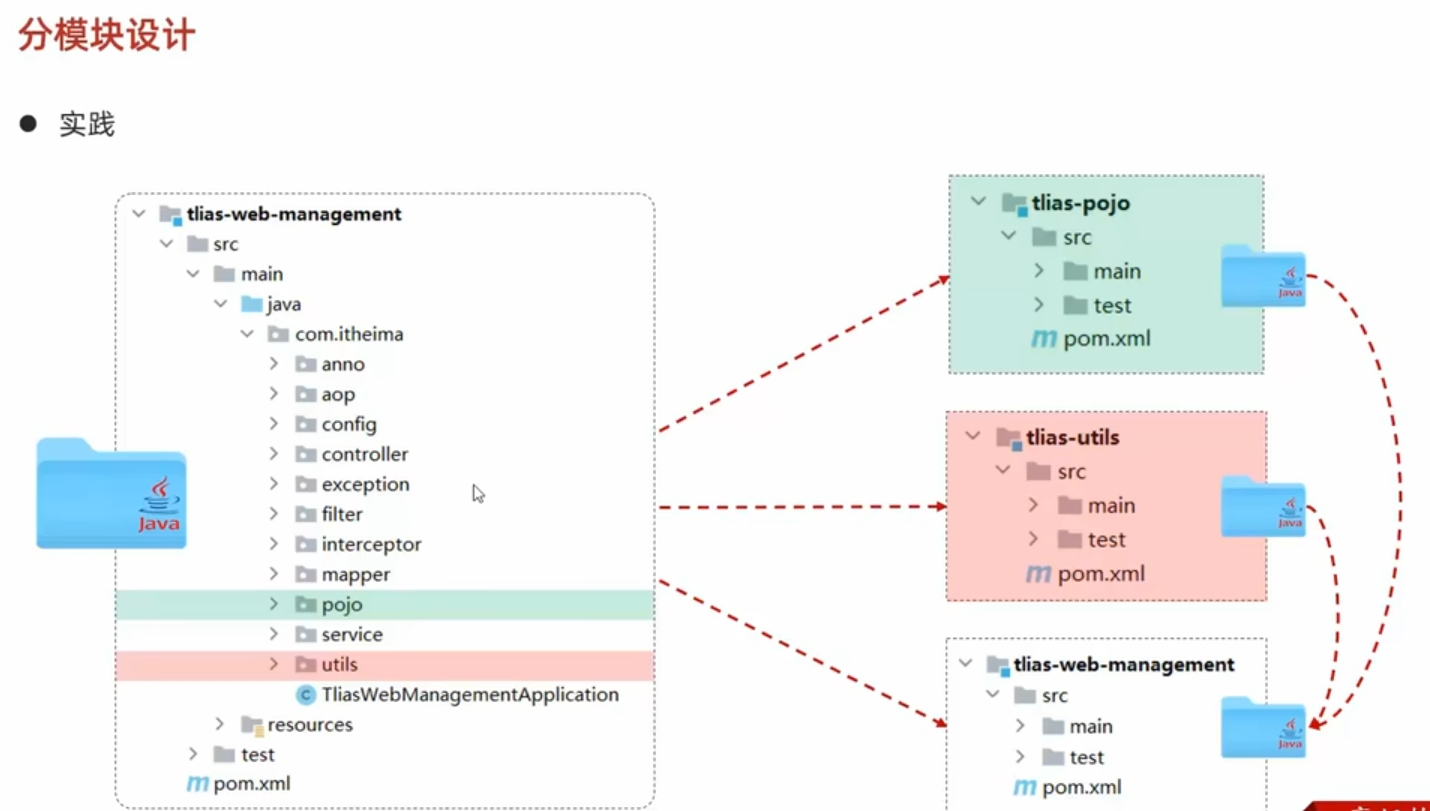 分模块设计
● 实践
tlias-web-management
src
main
java
com.itheima
anno
aop
config
controller
exception
filter
interceptor
mapper
pojo
service
utils
TliasWebManagementApplication
resources
test
pom.xml
Java
tlias-pojo
src
main
test
pom.xml
Java
tlias-utils
src
main
test
pom.xml
Java
tlias-web-management
src
main
test
pom.xml
Java